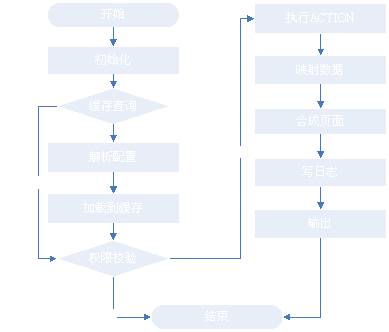 开始
初始化
缓存查询
解析配置
加载到缓存
权限校验
执行ACTION
映射数据
合成页面
写日志
输出
结束